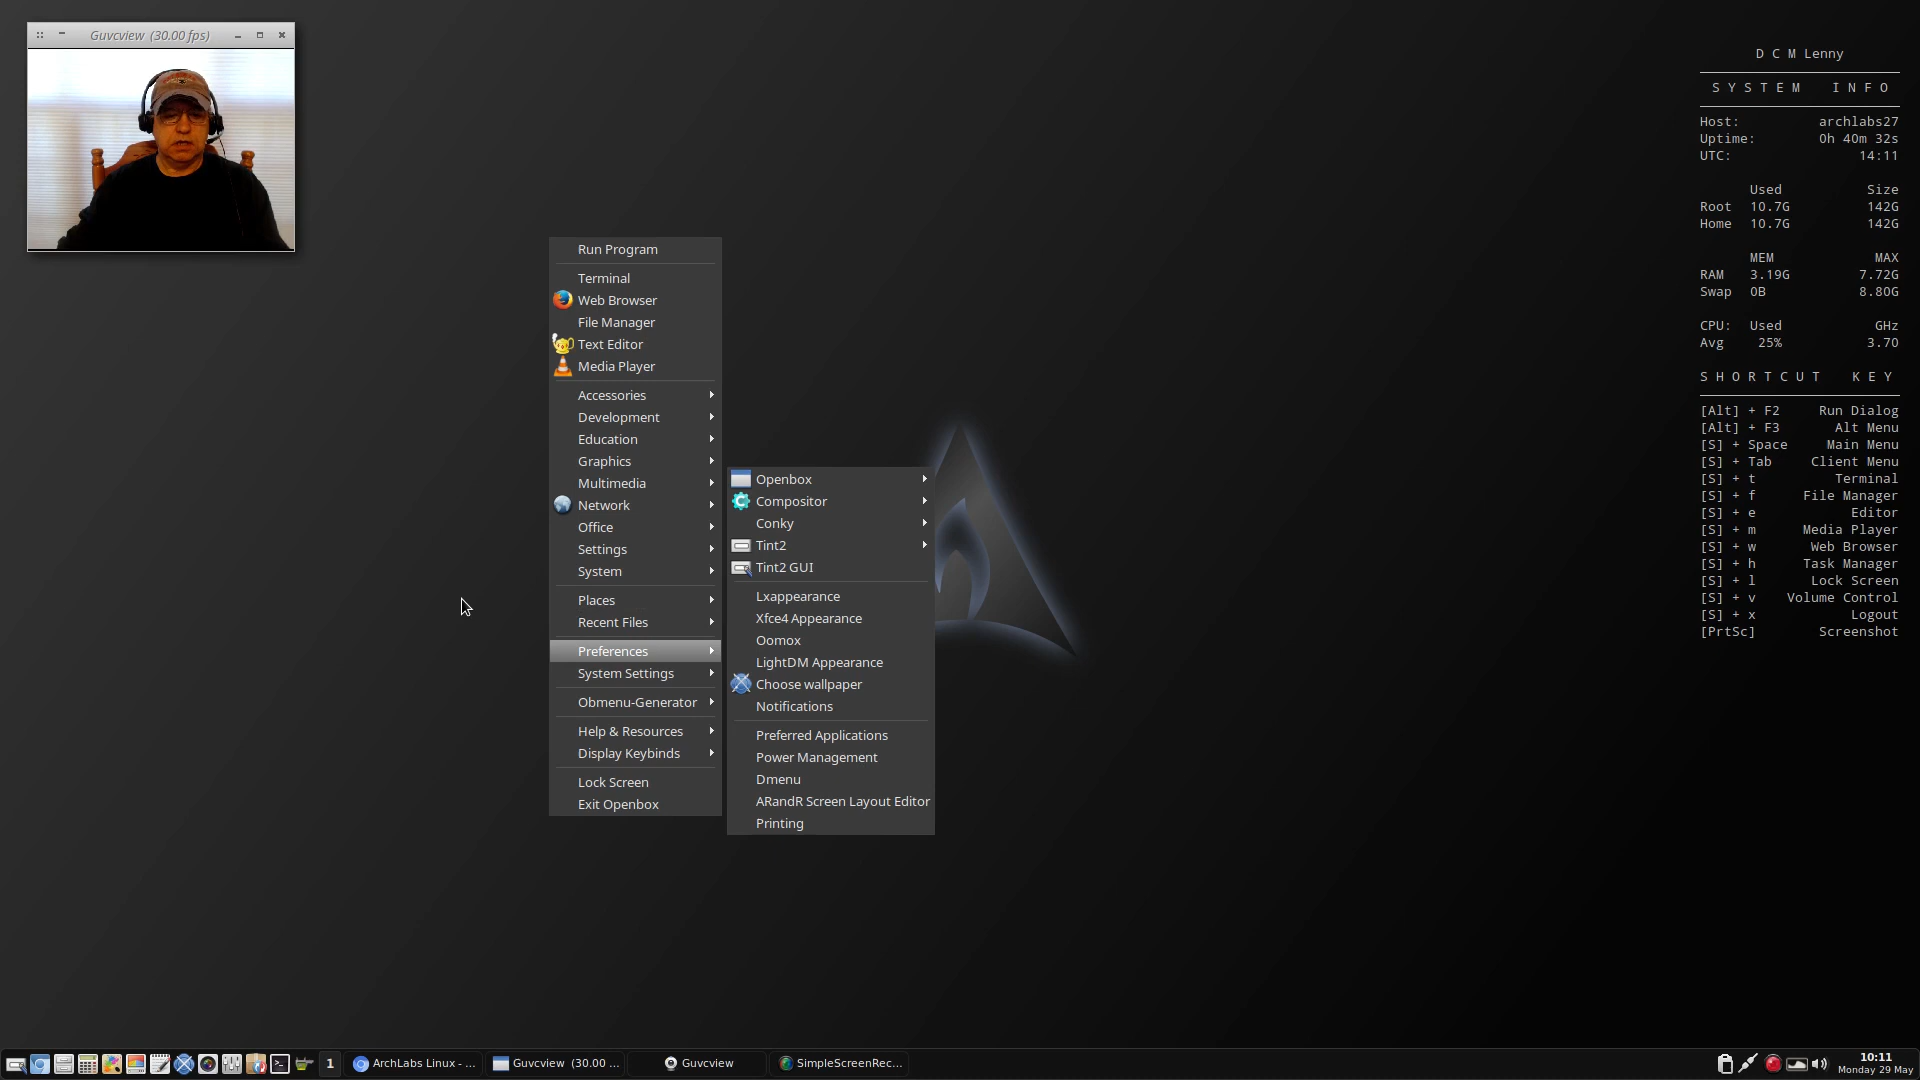 Guvcview (30.00 fps)
D C M Lenny
S Y S T E M I N F O
Host: archlabs27
Uptime: 0h 40m 32s
UTC: 14:11
Used Size
Root 10.7G 142G
Home 10.7G 142G
MEM MAX
RAM 3.19G 7.72G
Swap 0B 8.80G
CPU: Used GHz
Avg 25% 3.70
S H O R T C U T K E Y
[Alt] + F2 Run Dialog
[Alt] + F3 Alt Menu
[S] + Space Main Menu
[S] + Tab Client Menu
[S] + t Terminal
[S] + f File Manager
[S] + e Editor
[S] + m Media Player
[S] + w Web Browser
[S] + h Task Manager
[S] + l Lock Screen
[S] + v Volume Control
[S] + x Logout
[PrtSc] Screenshot
Run Program
Terminal
Web Browser
File Manager
Text Editor
Media Player
Accessories
Development
Education
Graphics
Multimedia
Network
Office
Settings
System
Places
Recent Files
Preferences
System Settings
Obmenu-Generator
Help & Resources
Display Keybinds
Lock Screen
Exit Openbox
Openbox
Compositor
Conky
Tint2
Tint2 GUI
Lxappearance
Xfce4 Appearance
Oomox
LightDM Appearance
Choose wallpaper
Notifications
Preferred Applications
Power Management
Dmenu
ARandR Screen Layout Editor
Printing
1 ArchLabs Linux - ... Guvcview (30.00 ... Guvcview SimpleScreenRec... 10:11
Monday 29 May